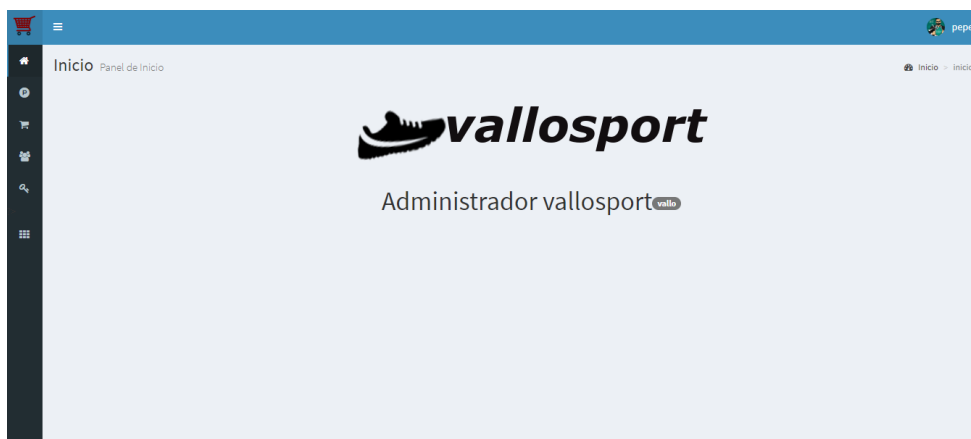 pepe
Inicio Panel de Inicio
Inicio > inicio
vallosport
Administrador vallosport vallo